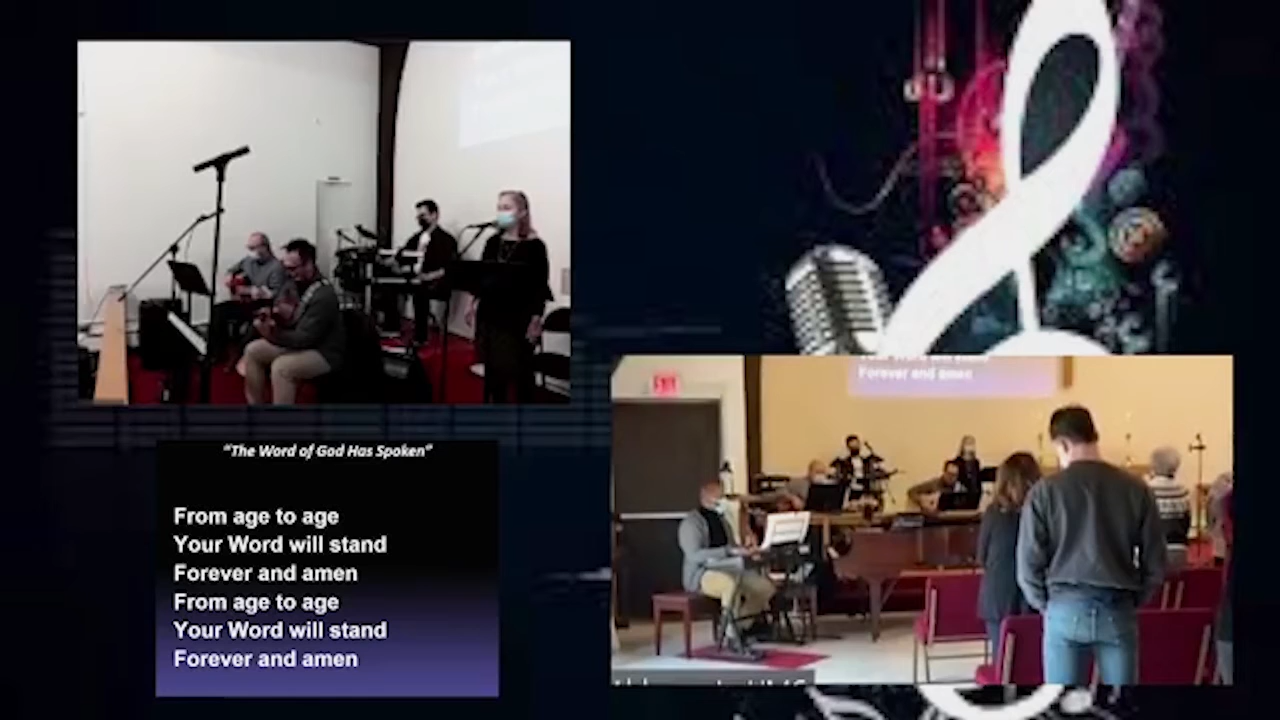 "The Word of God Has Spoken"
From age to age
Your Word will stand
Forever and amen
From age to age
Your Word will stand
Forever and amen
Forever and amen